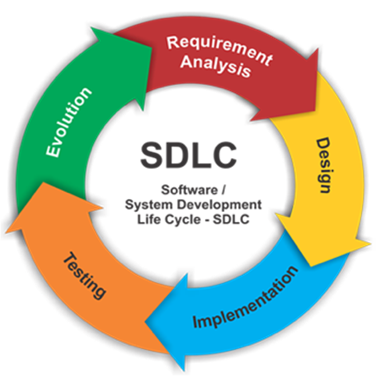 SDLC
Software /
System Development
Life Cycle - SDLC
Requirement
Analysis
Design
Implementation
Testing
Evolution